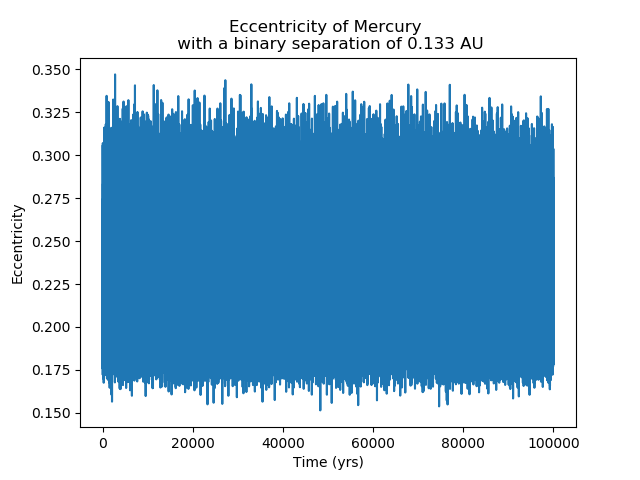 Eccentricity of Mercury
with a binary separation of 0.133 AU
0.350
0.325
0.300
0.275
0.250
0.225
0.200
0.175
0.150
Eccentricity
0 20000 40000 60000 80000 100000
Time (yrs)